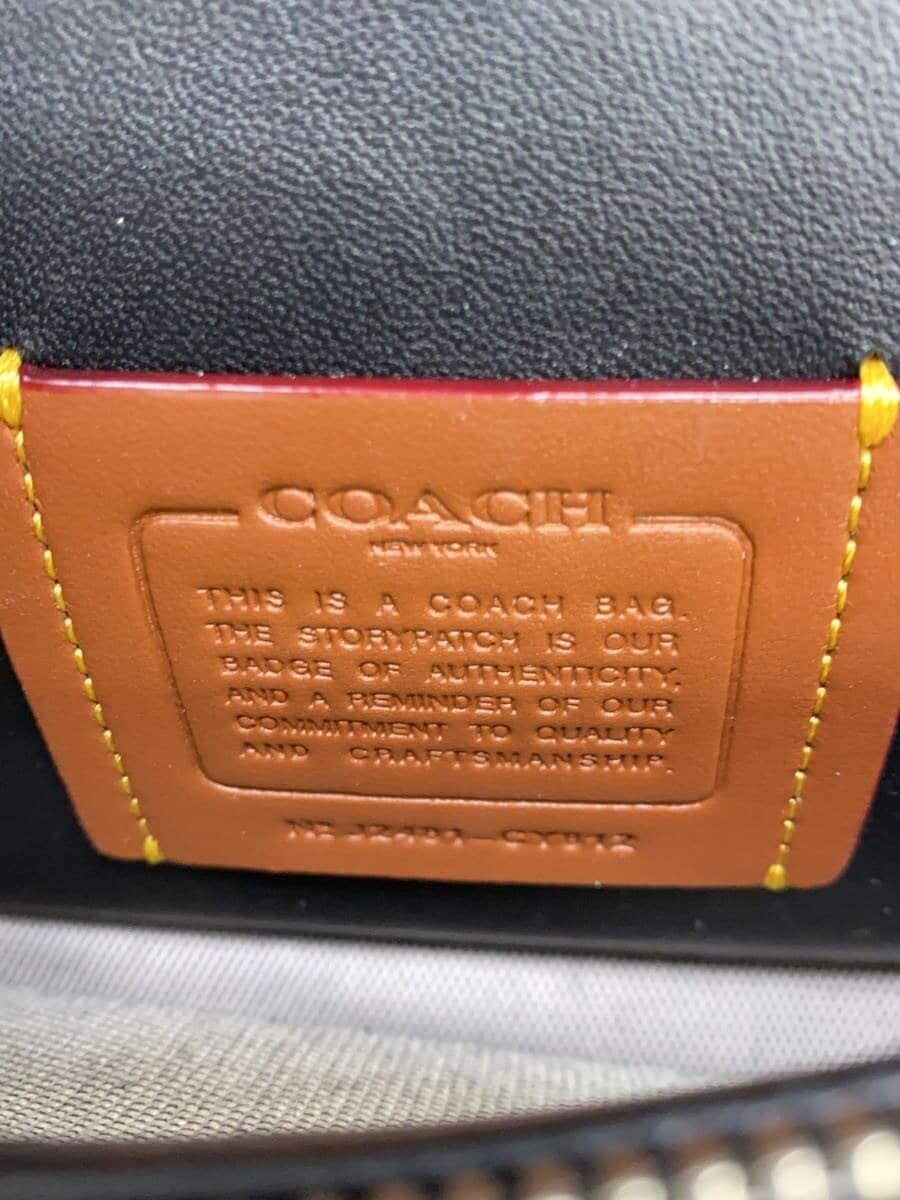 COACH
NEW YORK
THIS IS A COACH BAG.
THE STORYPATCH IS OUR
BADGE OF AUTHENTICITY,
AND A REMINDER OF OUR
COMMITMENT TO QUALITY
AND CRAFTSMANSHIP.